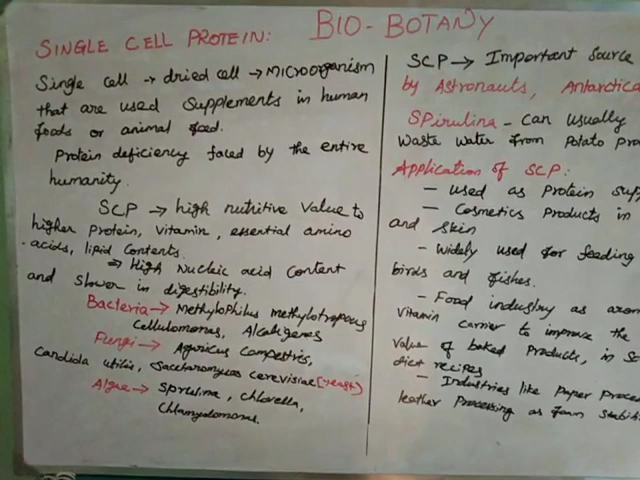 BIO-BOTANY
SINGLE CELL PROTEIN:
Single cell → dried cell → Microorganism
that are used Supplements in human
foods or animal feed.
Protein deficiency faced by the entire
humanity.
SCP → high nutritive value to
higher Protein, vitamin, essential amino
acids, lipid contents.
⇒ High Nucleic acid content
and slower in digestibility.
Bacteria → Methylophilus methylotropous
Cellulomonas, Alcaligenes
Fungi → Agaricus Campestris,
Candida utilis, Saccharomyces cerevisiae (yeast)
Algae → Spirulina, Chlorella,
Chlamydomonas.
SCP → Important Source
by Astronauts, Antarctica
SPirulina - can usually
waste water from Potato Pro
Application of SCP:
- used as Protein sup
- Cosmetics Products in
and skin
- Widely used for feeding
birds and fishes.
- Food industry as
vitamin carrier to improve the
value of baked Products, in
diet recipes
- Industries like Paper Proce
leather Processing as foam stabili